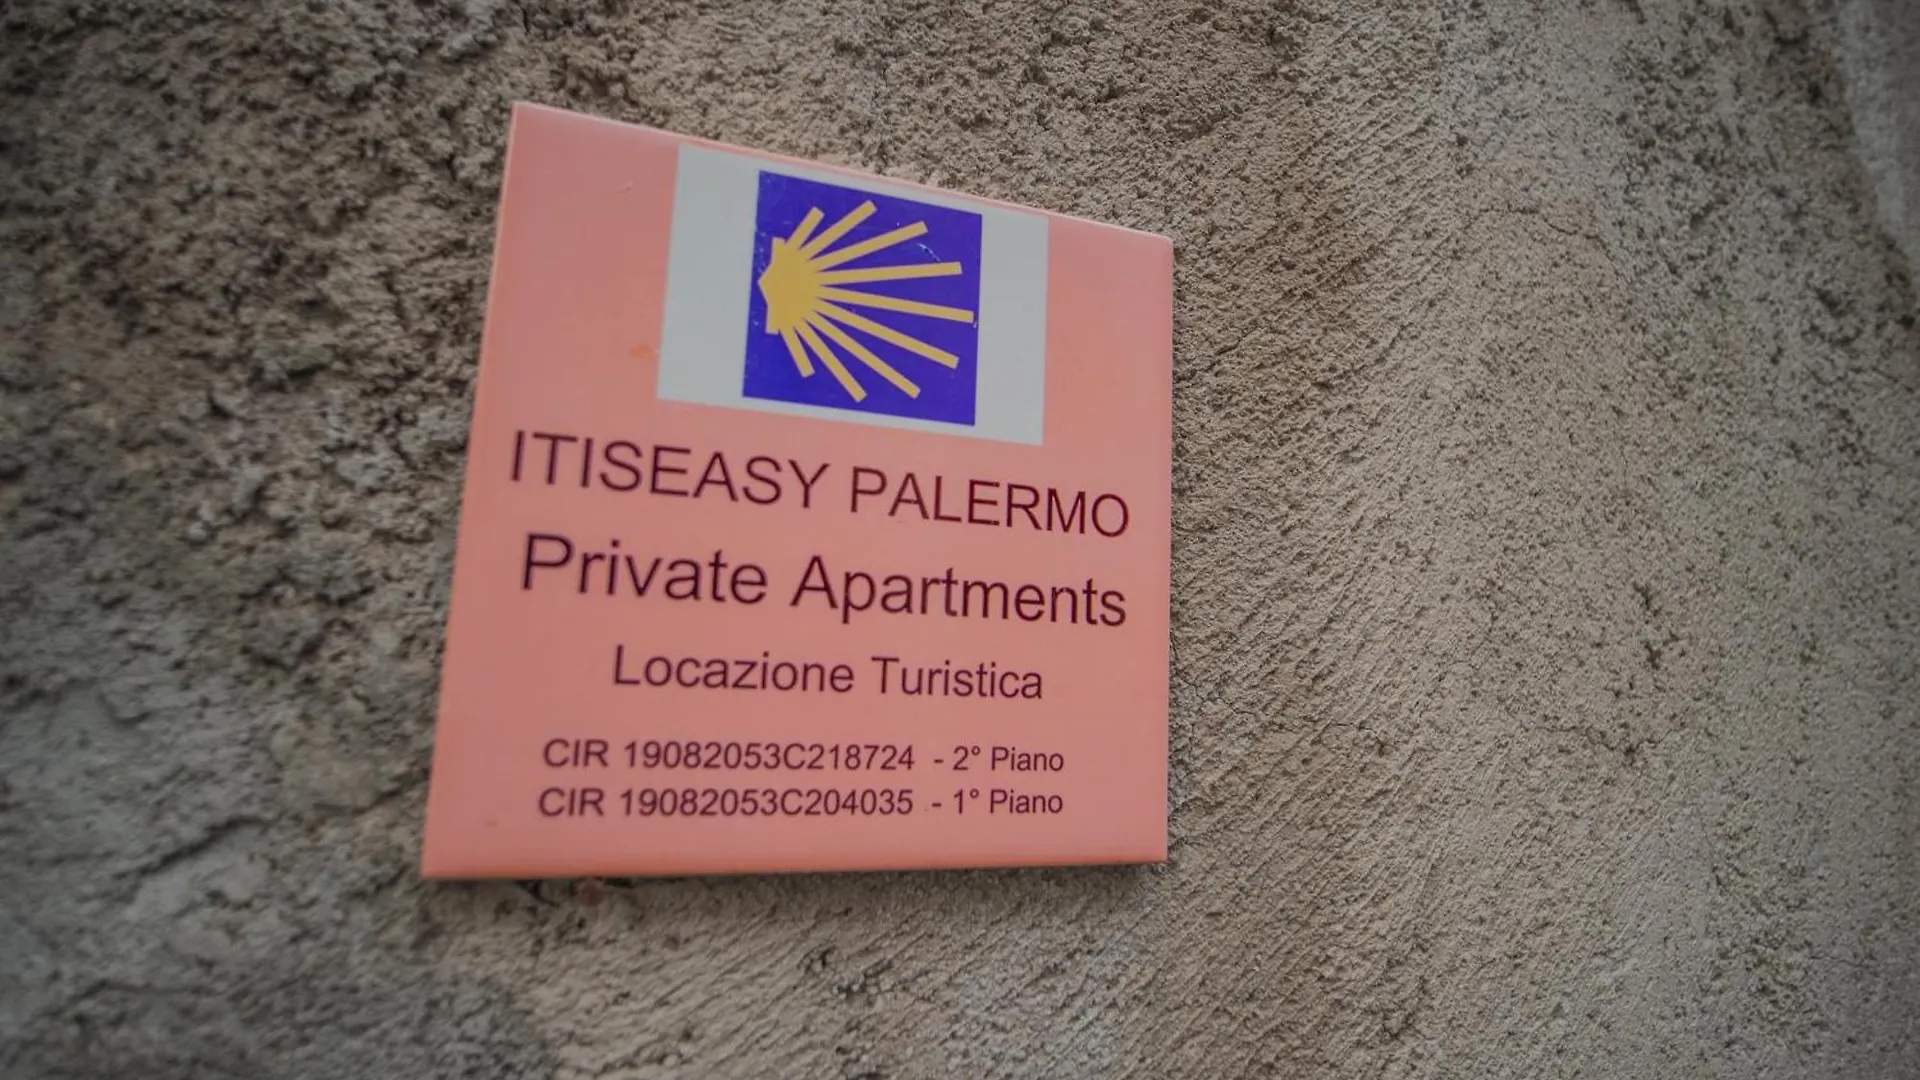 ITISEASY PALERMO
Private Apartments
Locazione Turistica
CIR 19082053C218724 - 2° Piano
CIR 19082053C204035 - 1° Piano